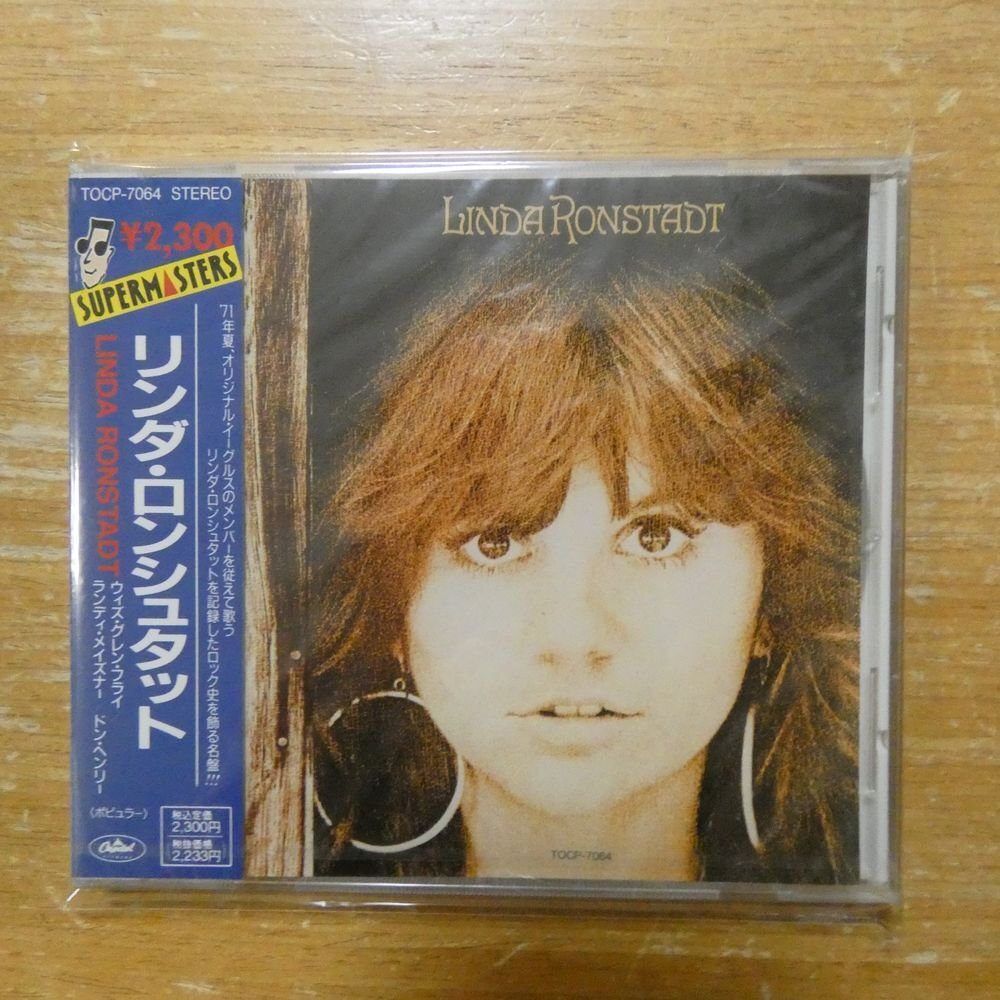 TOCP-7064 STEREO
¥2,300
SUPERMASTERS
71年夏、オリジナル・イーグルスのメンバーを従えて歌う
リンダ・ロンシュタットを記録したロック史を飾る名盤!!!
リンダ・ロンシュタット
LINDA RONSTADT
ウィズ・グレン・フライ
ランディ・メイズナー ドン・ヘンリー
〈ポピュラー〉
Capitol
税込定価
2,300円
税抜価格
2,233円
LINDA RONSTADT
TOCP-7064